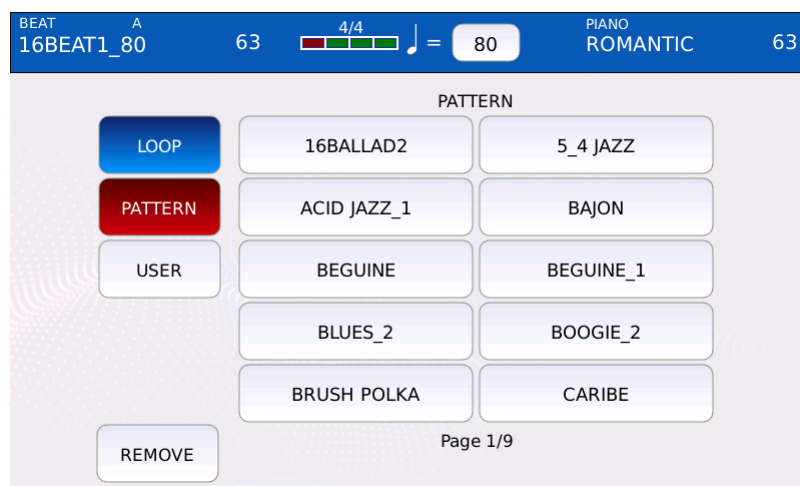 BEAT A PIANO
16BEAT1_80 63 4/4 = 80 ROMANTIC 63
PATTERN
LOOP 16BALLAD2 5_4 JAZZ
PATTERN ACID JAZZ_1 BAJON
USER BEGUINE BEGUINE_1
BLUES_2 BOOGIE_2
BRUSH POLKA CARIBE
REMOVE Page 1/9